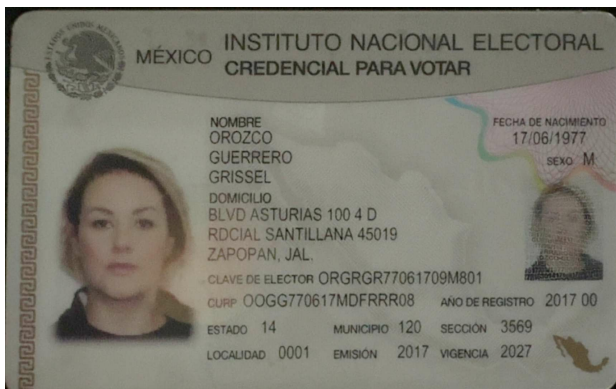 MÉXICO INSTITUTO NACIONAL ELECTORAL
CREDENCIAL PARA VOTAR
NOMBRE
OROZCO
GUERRERO
GRISSEL
FECHA DE NACIMIENTO
17/06/1977
SEXO M
DOMICILIO
BLVD ASTURIAS 100 4 D
RDCIAL SANTILLANA 45019
ZAPOPAN, JAL.
CLAVE DE ELECTOR ORGRGR77061709M801
CURP OOGG770617MDFRRR08 AÑO DE REGISTRO 2017 00
ESTADO 14 MUNICIPIO 120 SECCIÓN 3569
LOCALIDAD 0001 EMISIÓN 2017 VIGENCIA 2027